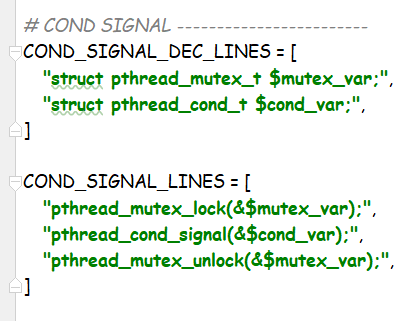 # COND SIGNAL -----------------------
COND_SIGNAL_DEC_LINES = [
    "struct pthread_mutex_t $mutex_var;",
    "struct pthread_cond_t $cond_var;",
]
COND_SIGNAL_LINES = [
    "pthread_mutex_lock(&$mutex_var);",
    "pthread_cond_signal(&$cond_var);",
    "pthread_mutex_unlock(&$mutex_var);",
]